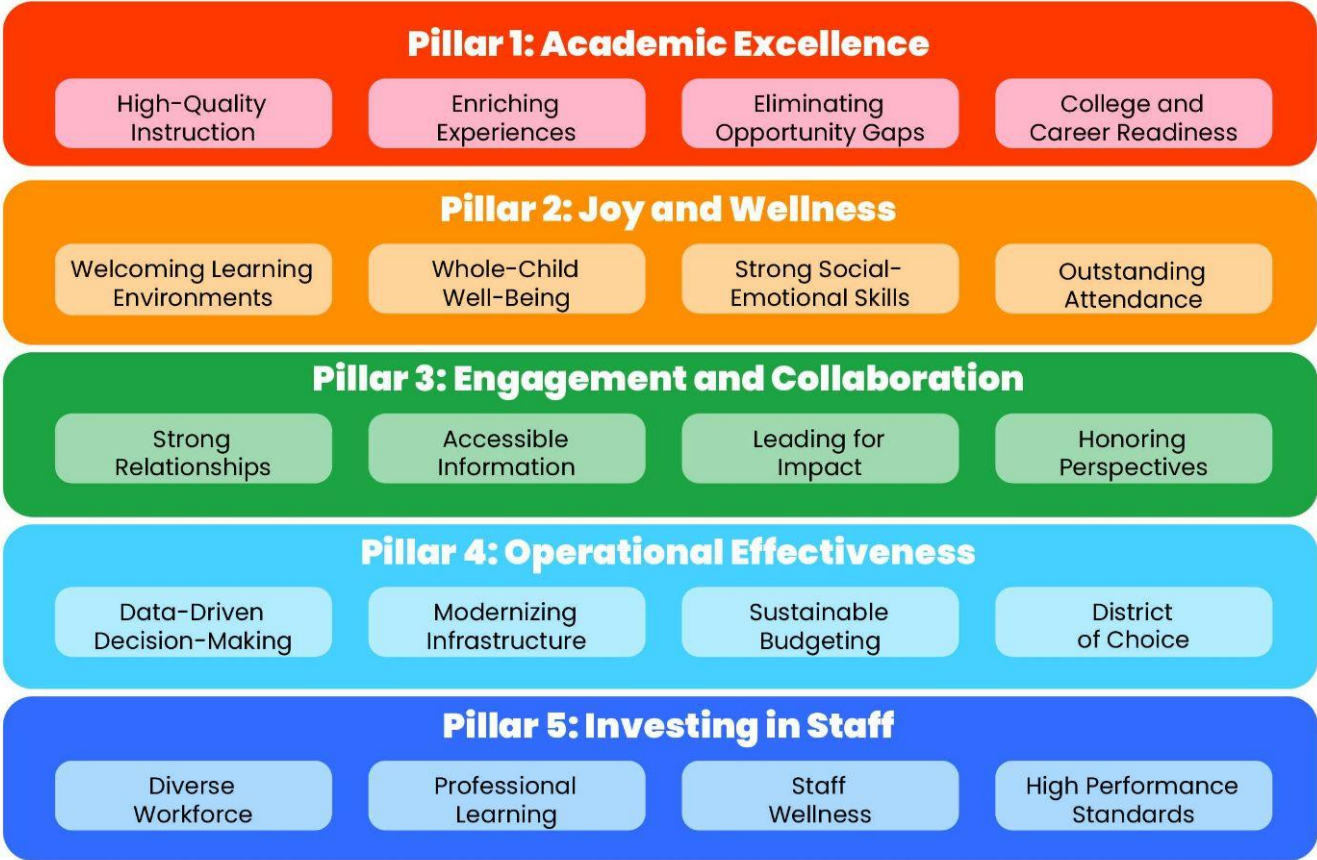 Pillar 1: Academic Excellence
High-Quality
Instruction
Enriching
Experiences
Eliminating
Opportunity Gaps
College and
Career Readiness
Pillar 2: Joy and Wellness
Welcoming Learning
Environments
Whole-Child
Well-Being
Strong Social-
Emotional Skills
Outstanding
Attendance
Pillar 3: Engagement and Collaboration
Strong
Relationships
Accessible
Information
Leading for
Impact
Honoring
Perspectives
Pillar 4: Operational Effectiveness
Data-Driven
Decision-Making
Modernizing
Infrastructure
Sustainable
Budgeting
District
of Choice
Pillar 5: Investing in Staff
Diverse
Workforce
Professional
Learning
Staff
Wellness
High Performance
Standards